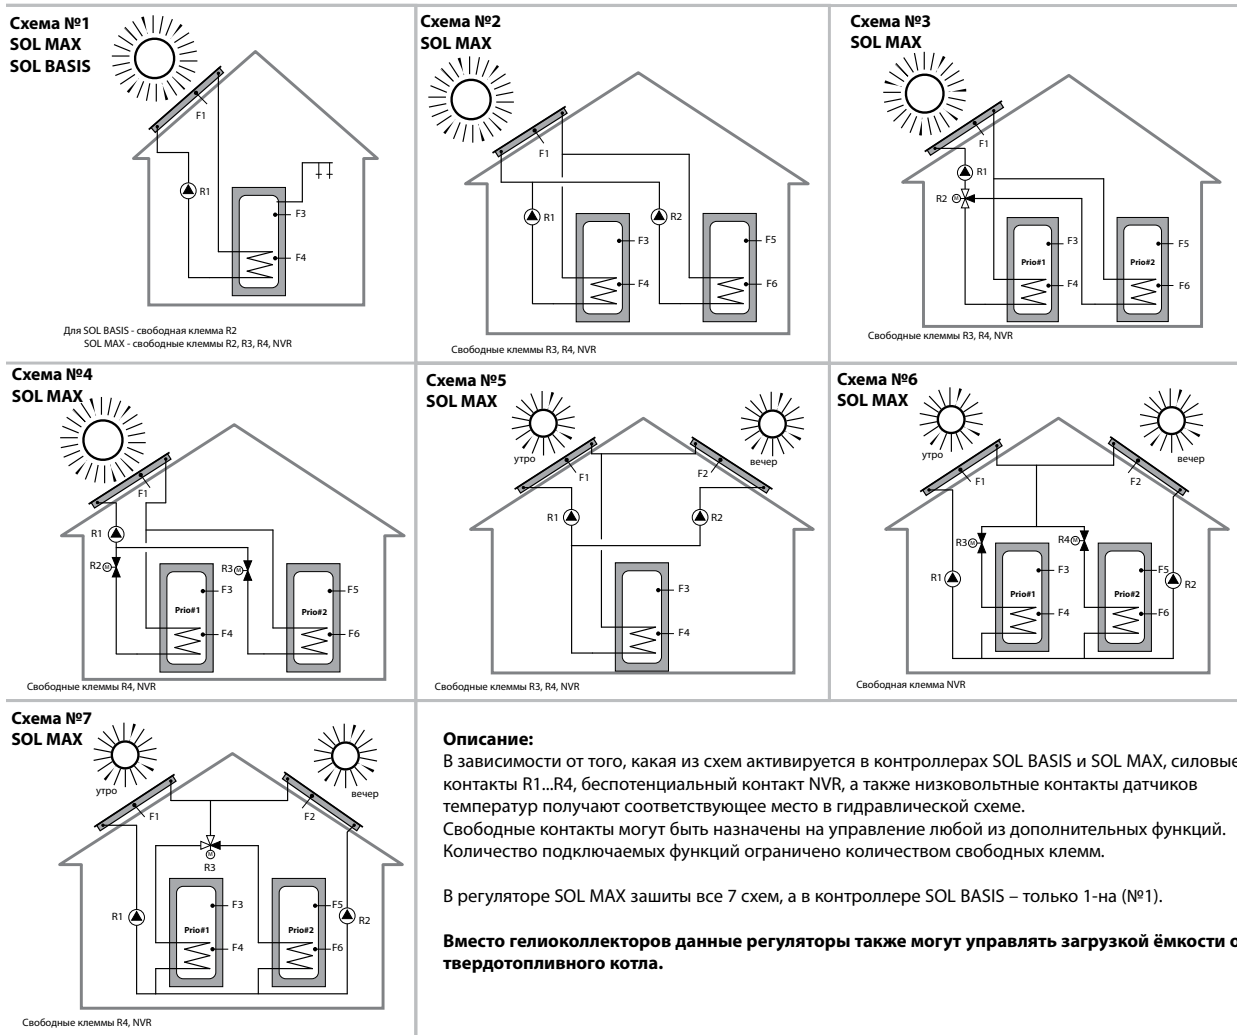 Схема №1
SOL MAX
SOL BASIS
F1
R1
F3
F4
Для SOL BASIS - свободная клемма R2
SOL MAX - свободные клеммы R2, R3, R4, NVR
Схема №2
SOL MAX
F1
R1
R2
F3
F5
F4
F6
Свободные клеммы R3, R4, NVR
Схема №3
SOL MAX
F1
R1
R2
M
F3
F5
Prio#1
Prio#2
F4
F6
Свободные клеммы R3, R4, NVR
Схема №4
SOL MAX
F1
R1
R2
M
R3
M
F3
F5
Prio#1
Prio#2
F4
F6
Свободные клеммы R4, NVR
Схема №5
SOL MAX
утро
вечер
F1
F2
R1
R2
F3
F4
Свободные клеммы R3, R4, NVR
Схема №6
SOL MAX
утро
вечер
F1
F2
R3
M
R4
M
R1
F3
F5
R2
Prio#1
Prio#2
F4
F6
Свободная клемма NVR
Схема №7
SOL MAX
утро
вечер
F1
F2
M
R3
R1
F3
F5
R2
Prio#1
Prio#2
F4
F6
Свободные клеммы R4, NVR
Описание:
В зависимости от того, какая из схем активируется в контроллерах SOL BASIS и SOL MAX, силовые
контакты R1...R4, беспотенциальный контакт NVR, а также низковольтные контакты датчиков
температур получают соответствующее место в гидравлической схеме.
Свободные контакты могут быть назначены на управление любой из дополнительных функций.
Количество подключаемых функций ограничено количеством свободных клемм.
В регуляторе SOL MAX зашиты все 7 схем, а в контроллере SOL BASIS – только 1-на (№1).
Вместо гелиоколлекторов данные регуляторы также могут управлять загрузкой ёмкости о
твердотопливного котла.